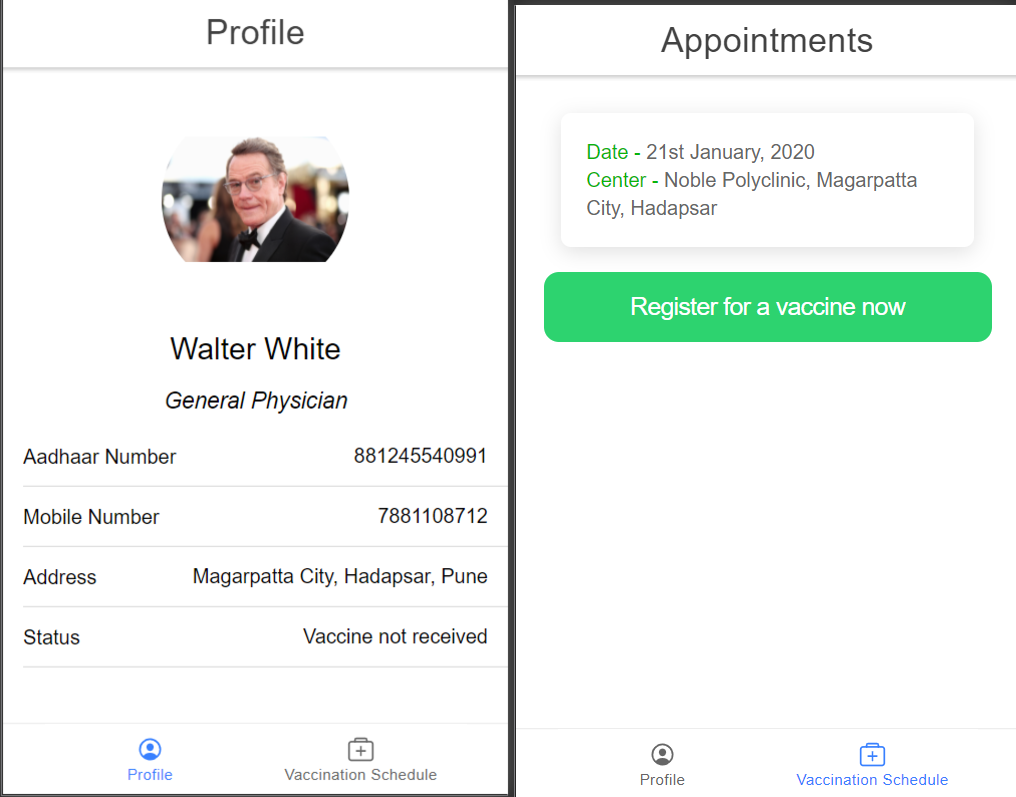 Profile
Walter White
General Physician
Aadhaar Number 881245540991
Mobile Number 7881108712
Address Magarpatta City, Hadapsar, Pune
Status Vaccine not received
Profile Vaccination Schedule
Appointments
Date - 21st January, 2020
Center - Noble Polyclinic, Magarpatta
City, Hadapsar
Register for a vaccine now
Profile Vaccination Schedule